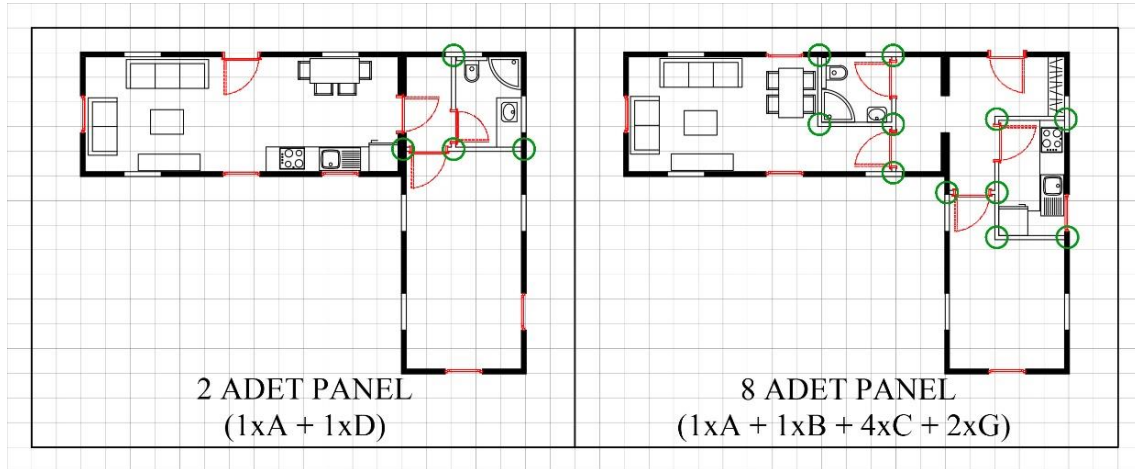 2 ADET PANEL
(1xA + 1xD)
8 ADET PANEL
(1xA + 1xB + 4xC + 2xG)